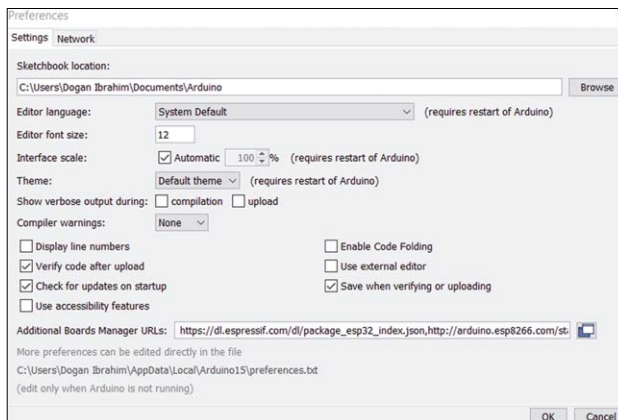 Preferences
Settings Network
Sketchbook location:
C:\Users\Dogan Ibrahim\Documents\Arduino Browse
Editor language: System Default (requires restart of Arduino)
Editor font size: 12
Interface scale: Automatic 100 % (requires restart of Arduino)
Theme: Default theme (requires restart of Arduino)
Show verbose output during: compilation upload
Compiler warnings: None
Display line numbers Enable Code Folding
Verify code after upload Use external editor
Check for updates on startup Save when verifying or uploading
Use accessibility features
Additional Boards Manager URLs: https://dl.espressif.com/dl/package_esp32_index.json,http://arduino.esp8266.com/st
More preferences can be edited directly in the file
C:\Users\Dogan Ibrahim\AppData\Local\Arduino15\preferences.txt
(edit only when Arduino is not running)
OK Cancel